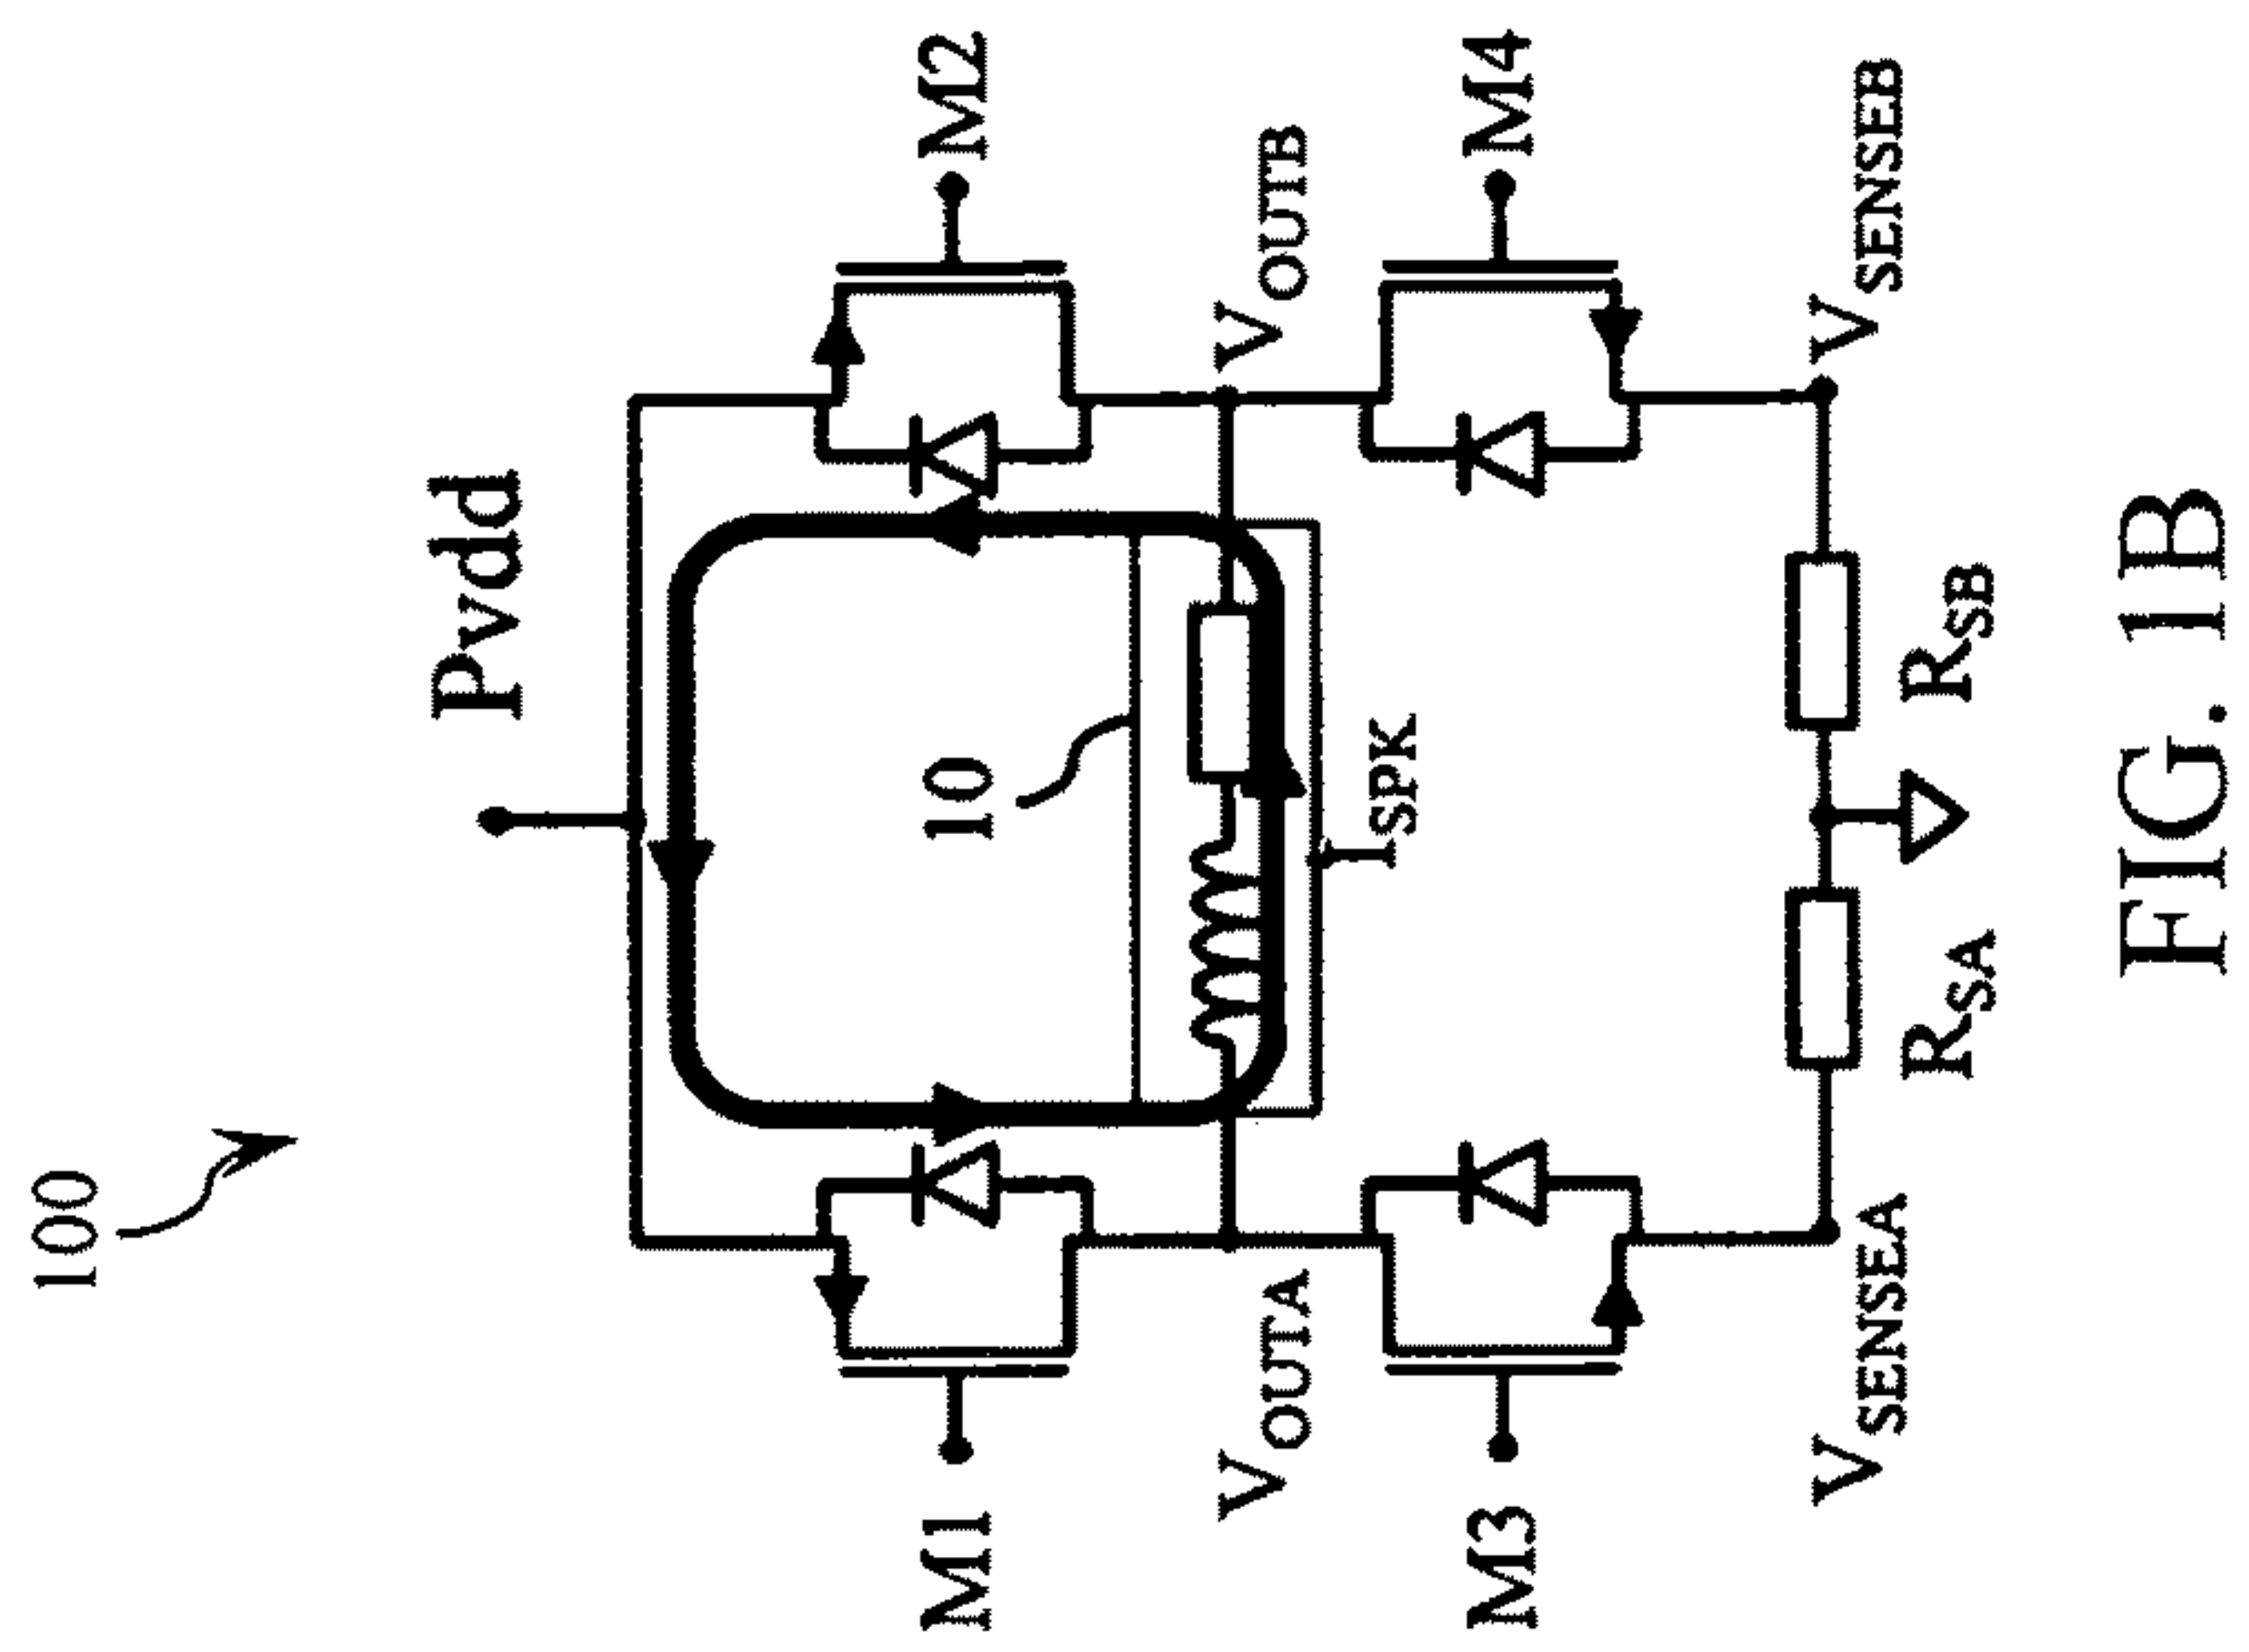 100
Pvdd
M1
M2
10
VOUTA
VOUTB
ISPK
M3
M4
VSENSEA
VSENSEB
RSA
RSB
FIG. 1B